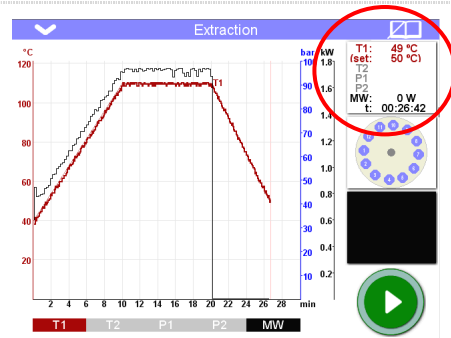 Extraction
°C
bar
kW
120
100
80
60
40
20
100
90
80
70
60
50
40
30
20
10
1.8
1.6
1.4
1.2
1.0
0.8
0.6
0.4
0.2
T1
T1: 49 °C
(set: 50 °C)
T2
P1
P2
MW: 0 W
t: 00:26:42
2 4 6 8 10 12 14 16 18 20 22 24 26 28 min
T1 T2 P1 P2 MW